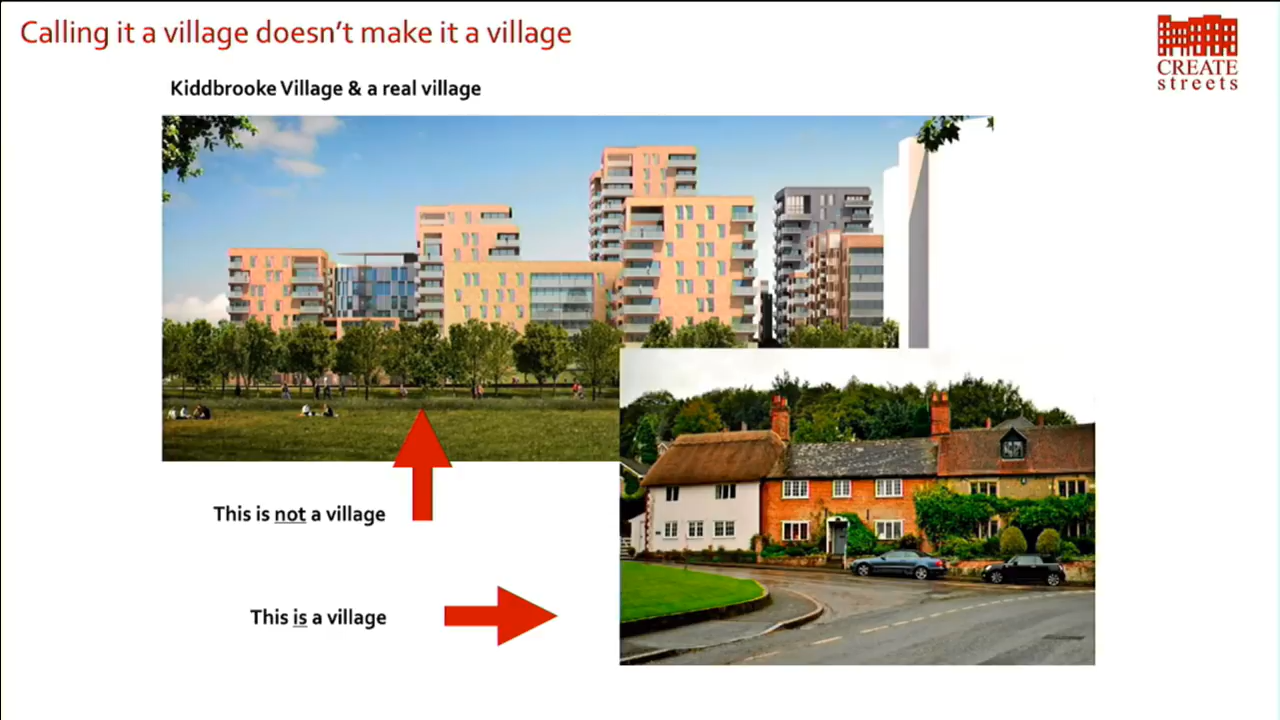 Calling it a village doesn't make it a village
CREATE
streets
Kiddbrooke Village & a real village
This is not a village
This is a village